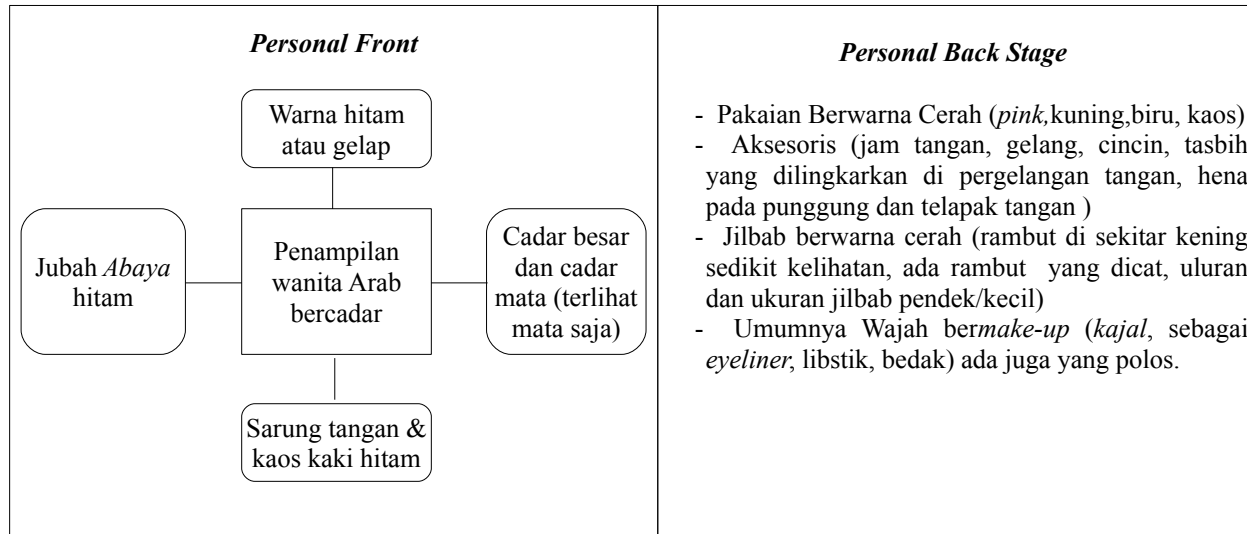 Personal Front
Warna hitam
atau gelap
Jubah Abaya
hitam
Penampilan
wanita Arab
bercadar
Cadar besar
dan cadar
mata (terlihat
mata saja)
Sarung tangan &
kaos kaki hitam
Personal Back Stage
- Pakaian Berwarna Cerah (pink,kuning,biru, kaos)
- Aksesoris (jam tangan, gelang, cincin, tasbih
yang dilingkarkan di pergelangan tangan, hena
pada punggung dan telapak tangan )
- Jilbab berwarna cerah (rambut di sekitar kening
sedikit kelihatan, ada rambut yang dicat, uluran
dan ukuran jilbab pendek/kecil)
- Umumnya Wajah bermake-up (kajal, sebagai
eyeliner, libstik, bedak) ada juga yang polos.